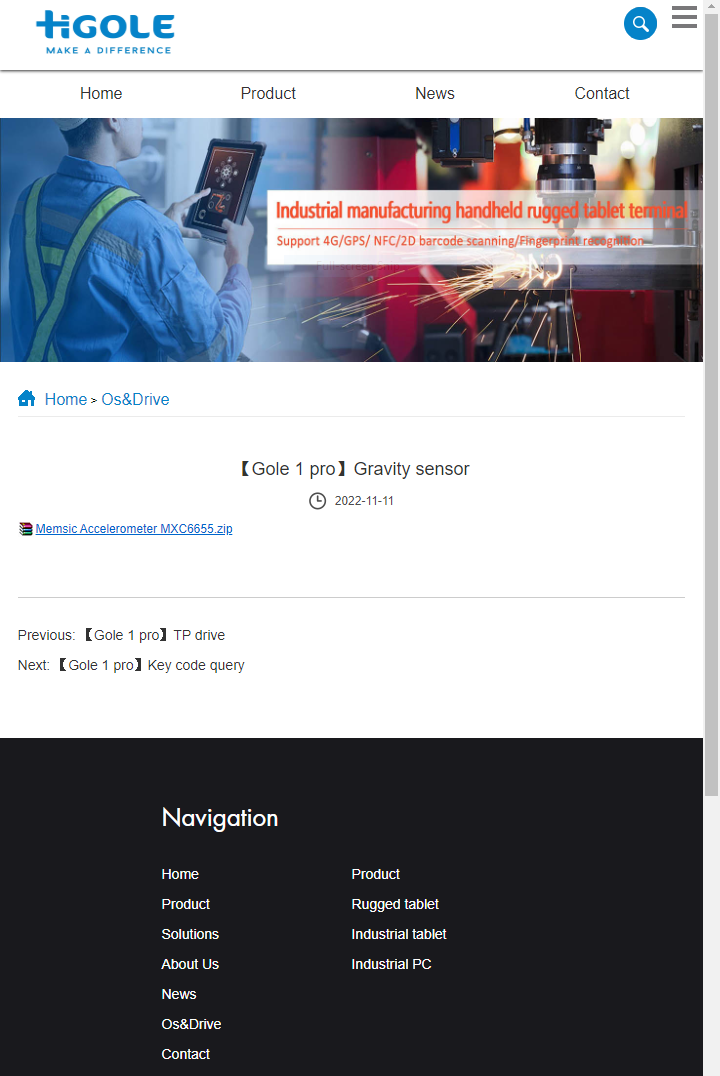 HIGOLE
MAKE A DIFFERENCE
Home Product News Contact
Industrial manufacturing handheld rugged tablet terminal
Support 4G/GPS/ NFC/2D barcode scanning/Fingerprint recognition
Home > Os&Drive
【Gole 1 pro】Gravity sensor
2022-11-11
Memsic Accelerometer MXC6655.zip
Previous: 【Gole 1 pro】TP drive
Next: 【Gole 1 pro】Key code query
Navigation
Home Product
Product Rugged tablet
Solutions Industrial tablet
About Us Industrial PC
News
Os&Drive
Contact